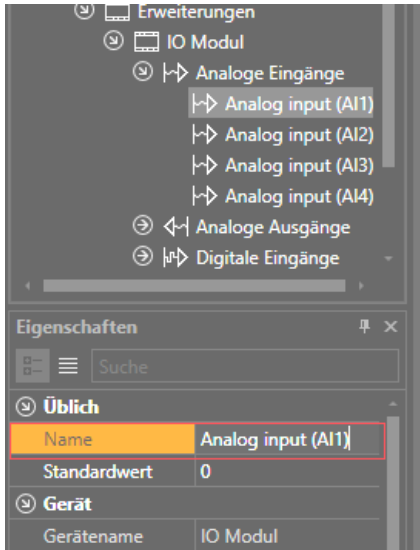 Erweiterungen
IO Modul
Analoge Eingänge
Analog input (AI1)
Analog input (AI2)
Analog input (AI3)
Analog input (AI4)
Analoge Ausgänge
Digitale Eingänge
Eigenschaften
Suche
Üblich
Name Analog input (AI1)
Standardwert 0
Gerät
Gerätename IO Modul